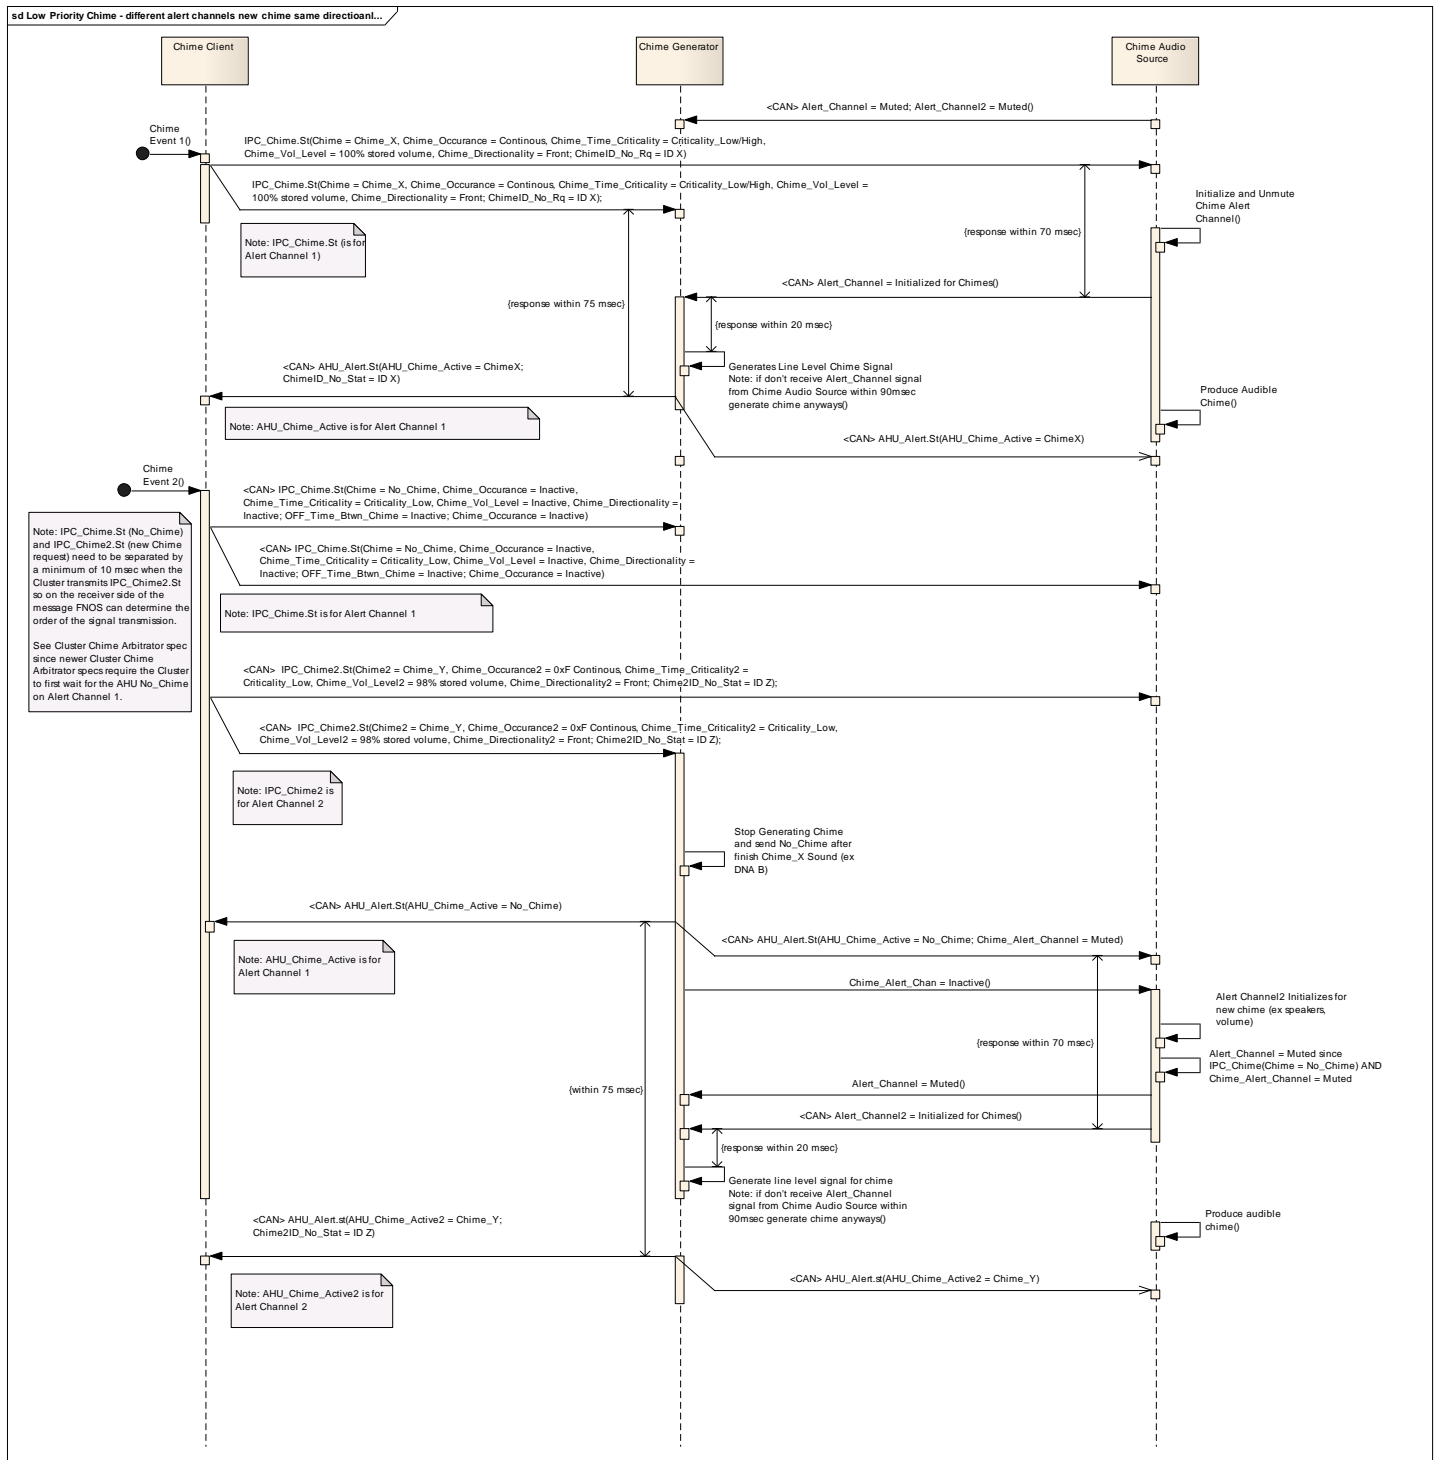 sd Low Priority Chime - different alert channels new chime same directioanl...
Chime Client
Chime Generator
Chime Audio
Source
<CAN> Alert_Channel = Muted; Alert_Channel2 = Muted()
Chime
Event 1()
IPC_Chime.St(Chime = Chime_X, Chime_Occurance = Continous, Chime_Time_Criticality = Criticality_Low/High,
Chime_Vol_Level = 100% stored volume, Chime_Directionality = Front; ChimeID_No_Rq = ID X)
IPC_Chime.St(Chime = Chime_X, Chime_Occurance = Continous, Chime_Time_Criticality = Criticality_Low/High, Chime_Vol_Level =
100% stored volume, Chime_Directionality = Front; ChimeID_No_Rq = ID X);
Initialize and Unmute
Chime Alert
Channel()
Note: IPC_Chime.St (is for
Alert Channel 1)
{response within 70 msec}
<CAN> Alert_Channel = Initialized for Chimes()
{response within 75 msec}
{response within 20 msec}
<CAN> AHU_Alert.St(AHU_Chime_Active = ChimeX;
ChimeID_No_Stat = ID X)
Generates Line Level Chime Signal
Note: if don't receive Alert_Channel signal
from Chime Audio Source within 90msec
generate chime anyways()
Produce Audible
Chime()
Note: AHU_Chime_Active is for Alert Channel 1
<CAN> AHU_Alert.St(AHU_Chime_Active = ChimeX)
Chime
Event 2()
<CAN> IPC_Chime.St(Chime = No_Chime, Chime_Occurance = Inactive,
Chime_Time_Criticality = Criticality_Low, Chime_Vol_Level = Inactive, Chime_Directionality =
Inactive; OFF_Time_Btwn_Chime = Inactive; Chime_Occurance = Inactive)
Note: IPC_Chime.St (No_Chime)
and IPC_Chime2.St (new Chime
request) need to be separated by
a minimum of 10 msec when the
Cluster transmits IPC_Chime2.St
so on the receiver side of the
message FNOS can determine the
order of the signal transmission.
See Cluster Chime Arbitrator spec
since newer Cluster Chime
Arbitrator specs require the Cluster
to first wait for the AHU No_Chime
on Alert Channel 1.
<CAN> IPC_Chime.St(Chime = No_Chime, Chime_Occurance = Inactive,
Chime_Time_Criticality = Criticality_Low, Chime_Vol_Level = Inactive, Chime_Directionality =
Inactive; OFF_Time_Btwn_Chime = Inactive; Chime_Occurance = Inactive)
Note: IPC_Chime.St is for Alert Channel 1
<CAN>  IPC_Chime2.St(Chime2 = Chime_Y, Chime_Occurance2 = 0xF Continous, Chime_Time_Criticality2 =
Criticality_Low, Chime_Vol_Level2 = 98% stored volume, Chime_Directionality2 = Front; Chime2ID_No_Stat = ID Z);
<CAN>  IPC_Chime2.St(Chime2 = Chime_Y, Chime_Occurance2 = 0xF Continous, Chime_Time_Criticality2 = Criticality_Low,
Chime_Vol_Level2 = 98% stored volume, Chime_Directionality2 = Front; Chime2ID_No_Stat = ID Z);
Note: IPC_Chime2 is
for Alert Channel 2
Stop Generating Chime
and send No_Chime after
finish Chime_X Sound (ex
DNA B)
<CAN> AHU_Alert.St(AHU_Chime_Active = No_Chime)
<CAN> AHU_Alert.St(AHU_Chime_Active = No_Chime; Chime_Alert_Channel = Muted)
Note: AHU_Chime_Active is for
Alert Channel 1
Chime_Alert_Chan = Inactive()
Alert Channel2 Initializes for
new chime (ex speakers,
volume)
{response within 70 msec}
Alert_Channel = Muted since
IPC_Chime(Chime = No_Chime) AND
Chime_Alert_Channel = Muted
{within 75 msec}
Alert_Channel = Muted()
<CAN> Alert_Channel2 = Initialized for Chimes()
{response within 20 msec}
Generate line level signal for chime
Note: if don't receive Alert_Channel
signal from Chime Audio Source within
90msec generate chime anyways()
<CAN> AHU_Alert.st(AHU_Chime_Active2 = Chime_Y;
Chime2ID_No_Stat = ID Z)
Produce audible
chime()
<CAN> AHU_Alert.st(AHU_Chime_Active2 = Chime_Y)
Note: AHU_Chime_Active2 is for
Alert Channel 2